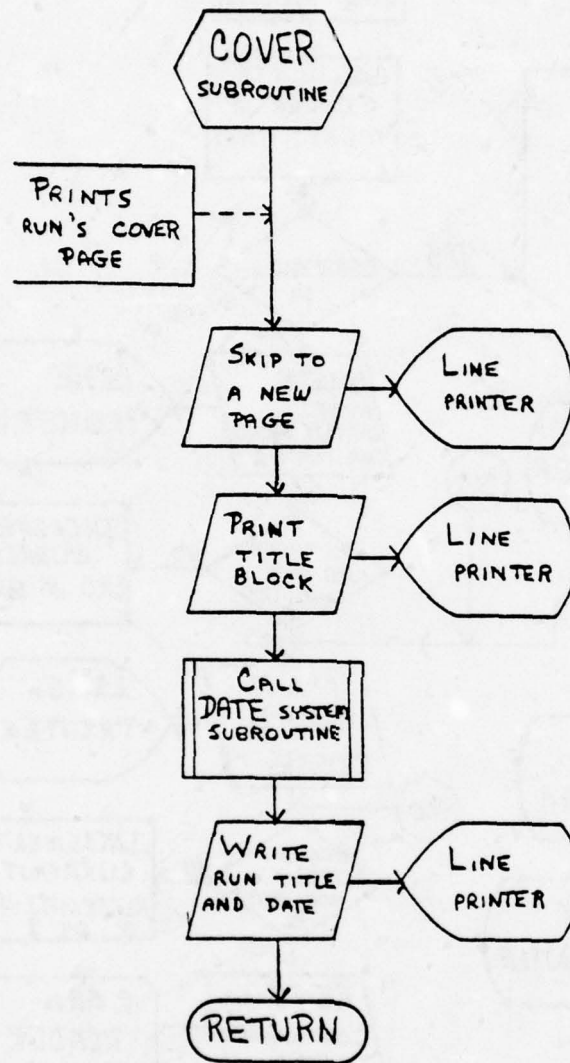 COVER
SUBROUTINE
PRINTS
RUN'S COVER
PAGE
SKIP TO
A NEW
PAGE
LINE
PRINTER
PRINT
TITLE
BLOCK
LINE
PRINTER
CALL
DATE SYSTEM
SUBROUTINE
WRITE
RUN TITLE
AND DATE
LINE
PRINTER
RETURN